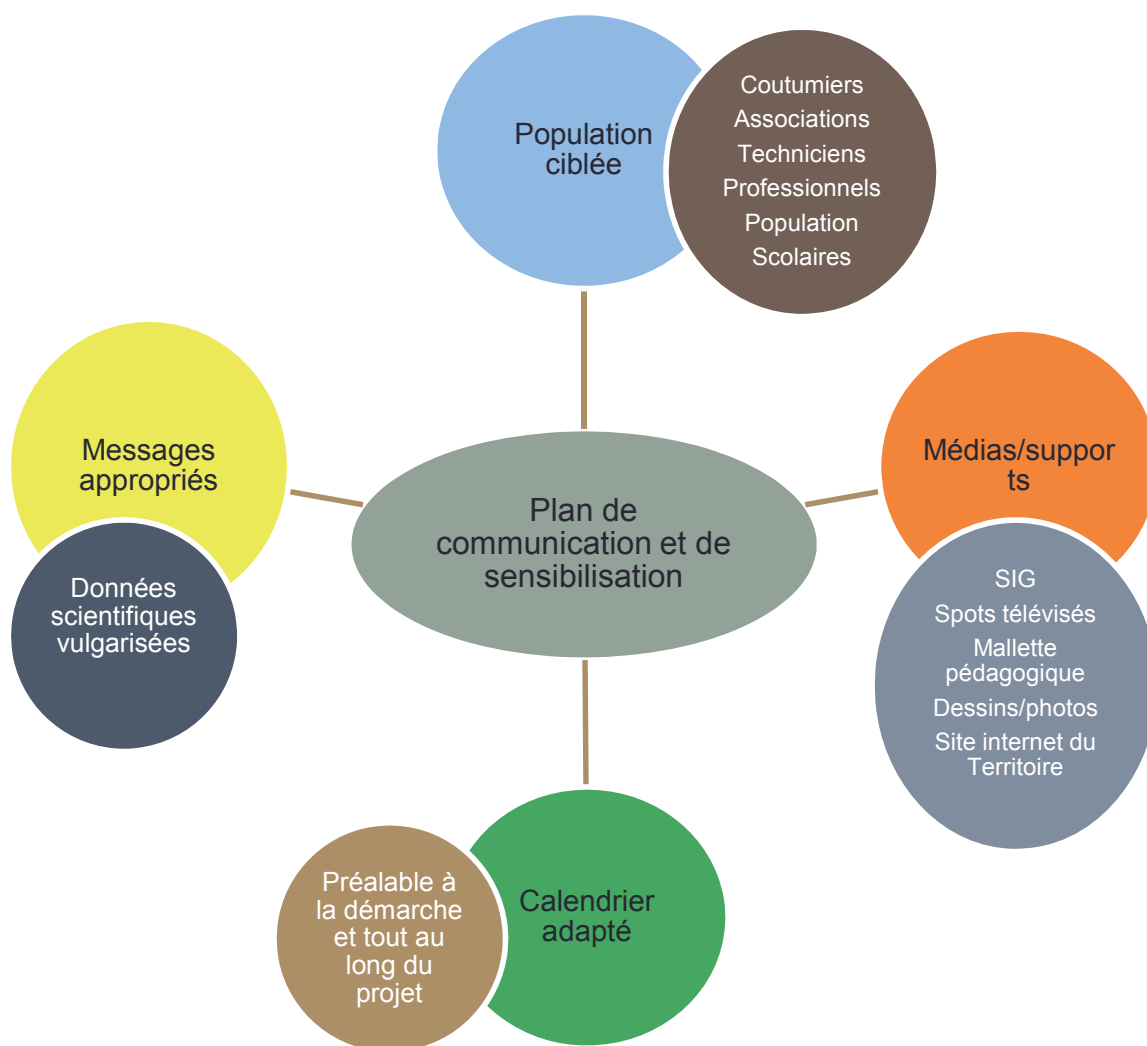 Population
ciblée
Coutumiers
Associations
Techniciens
Professionnels
Population
Scolaires
Messages
appropriés
Données
scientifiques
vulgarisées
Plan de
communication et de
sensibilisation
Médias/suppor
ts
SIG
Spots télévisés
Mallette
pédagogique
Dessins/photos
Site internet du
Territoire
Préalable à
la démarche
et tout au
long du
projet
Calendrier
adapté